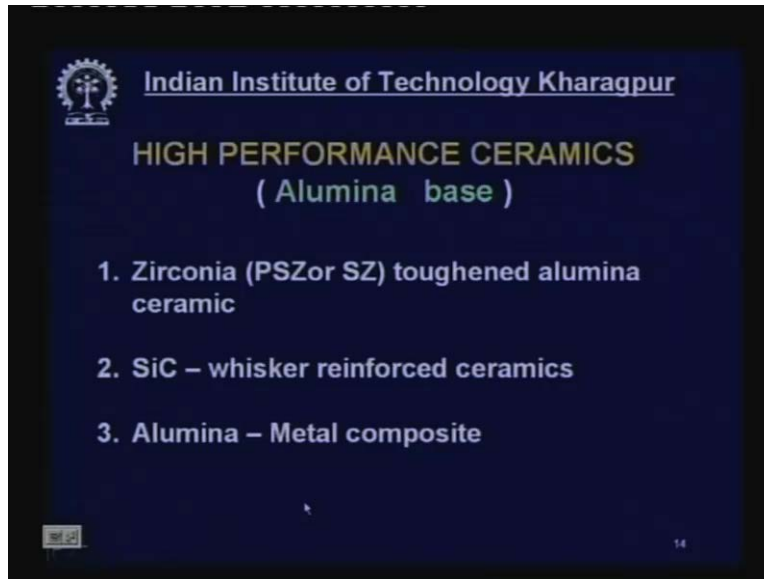 Indian Institute of Technology Kharagpur
HIGH PERFORMANCE CERAMICS
( Alumina base )
1. Zirconia (PSZor SZ) toughened alumina
ceramic
2. SiC – whisker reinforced ceramics
3. Alumina – Metal composite
14